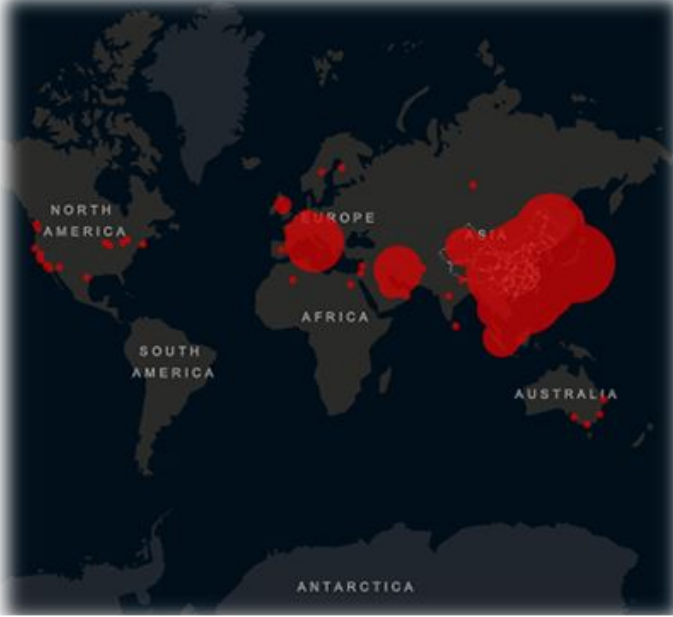 NORTH
AMERICA
EUROPE
ASIA
AFRICA
SOUTH
AMERICA
AUSTRALIA
ANTARCTICA